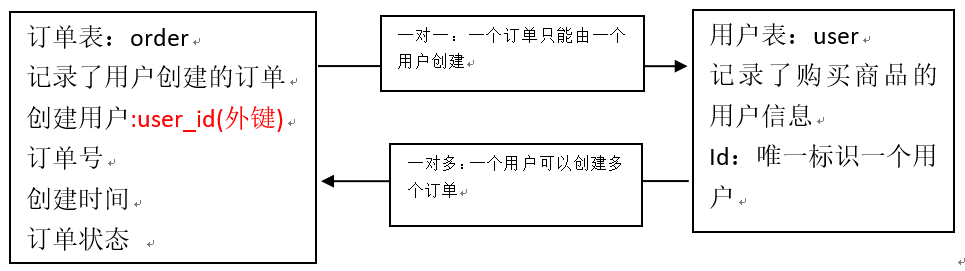 订单表：order
记录了用户创建的订单
创建用户:user_id(外键)
订单号
创建时间
订单状态
一对一：一个订单只能由一个
用户创建
一对多：一个用户可以创建多
个订单
用户表：user
记录了购买商品的
用户信息
Id：唯一标识一个用
户